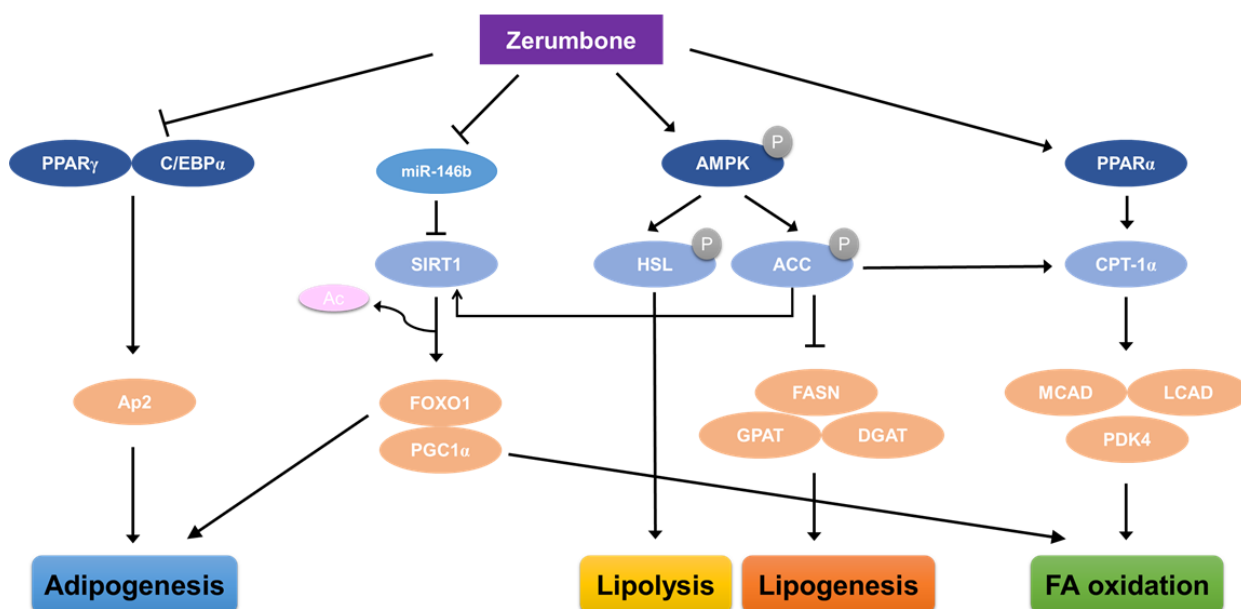 Zerumbone
PPARγ
C/EBPα
miR-146b
AMPK
P
PPARα
SIRT1
HSL
P
ACC
P
CPT-1α
Ac
Ap2
FOXO1
PGC1α
FASN
GPAT
DGAT
MCAD
LCAD
PDK4
Adipogenesis
Lipolysis
Lipogenesis
FA oxidation